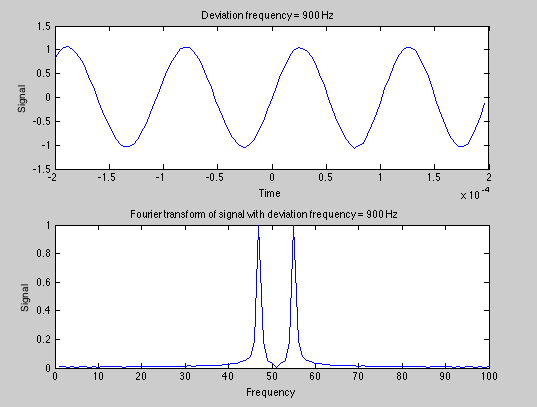 Deviation frequency = 900 Hz
1.5
1
0.5
0
-0.5
-1
-1.5
Signal
-2 -1.5 -1 -0.5 0 0.5 1 1.5 2
Time
x 10 -4
Fourier transform of signal with deviation frequency = 900 Hz
1
0.8
0.6
0.4
0.2
0
Signal
0 10 20 30 40 50 60 70 80 90 100
Frequency